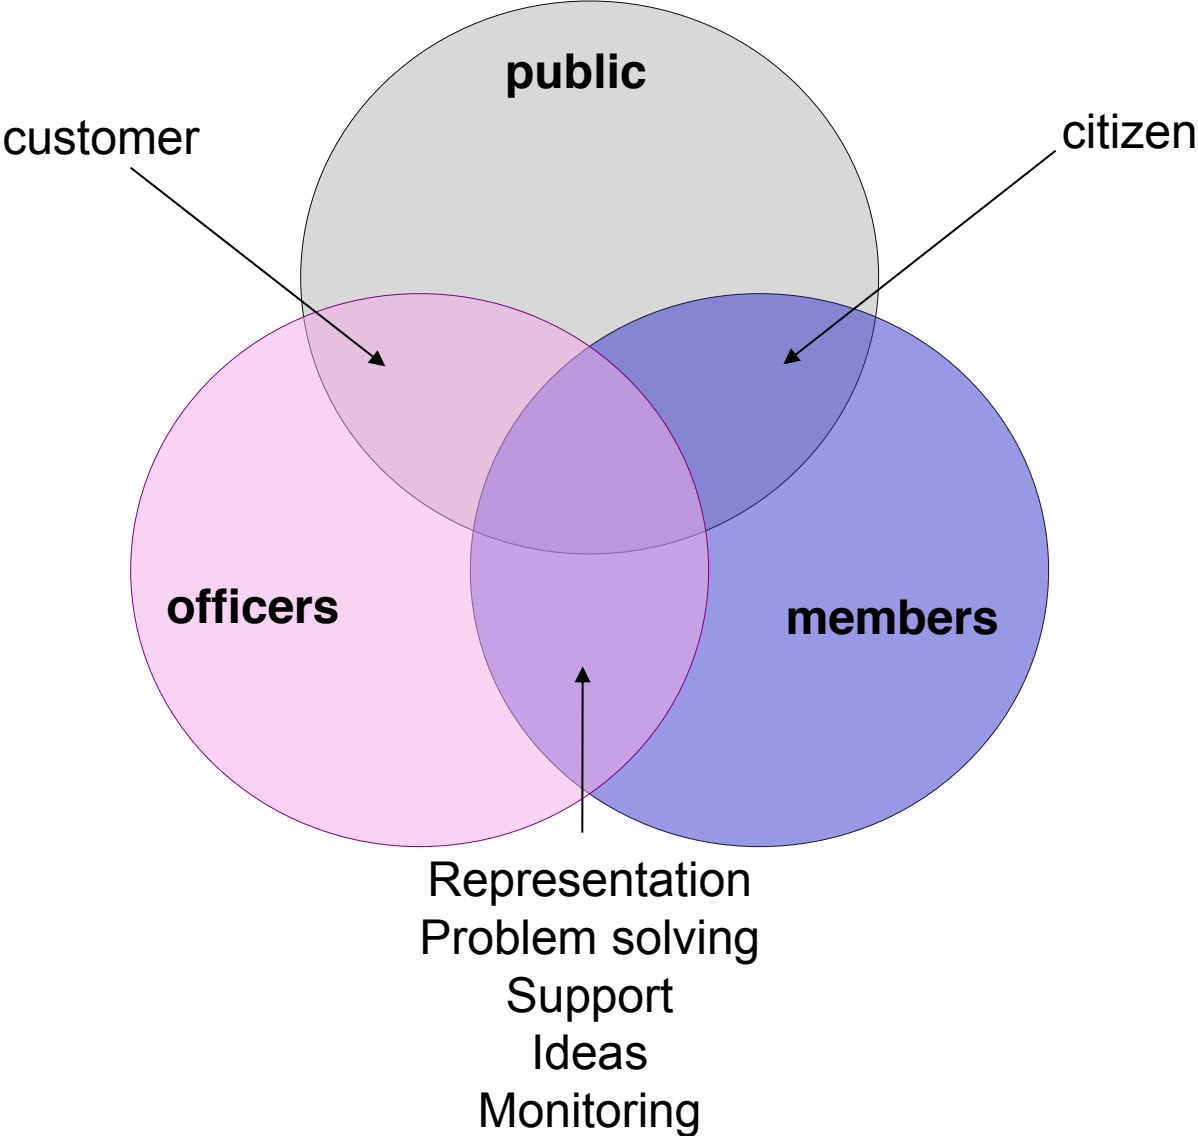 public
customer
citizen
officers
members
Representation
Problem solving
Support
Ideas
Monitoring